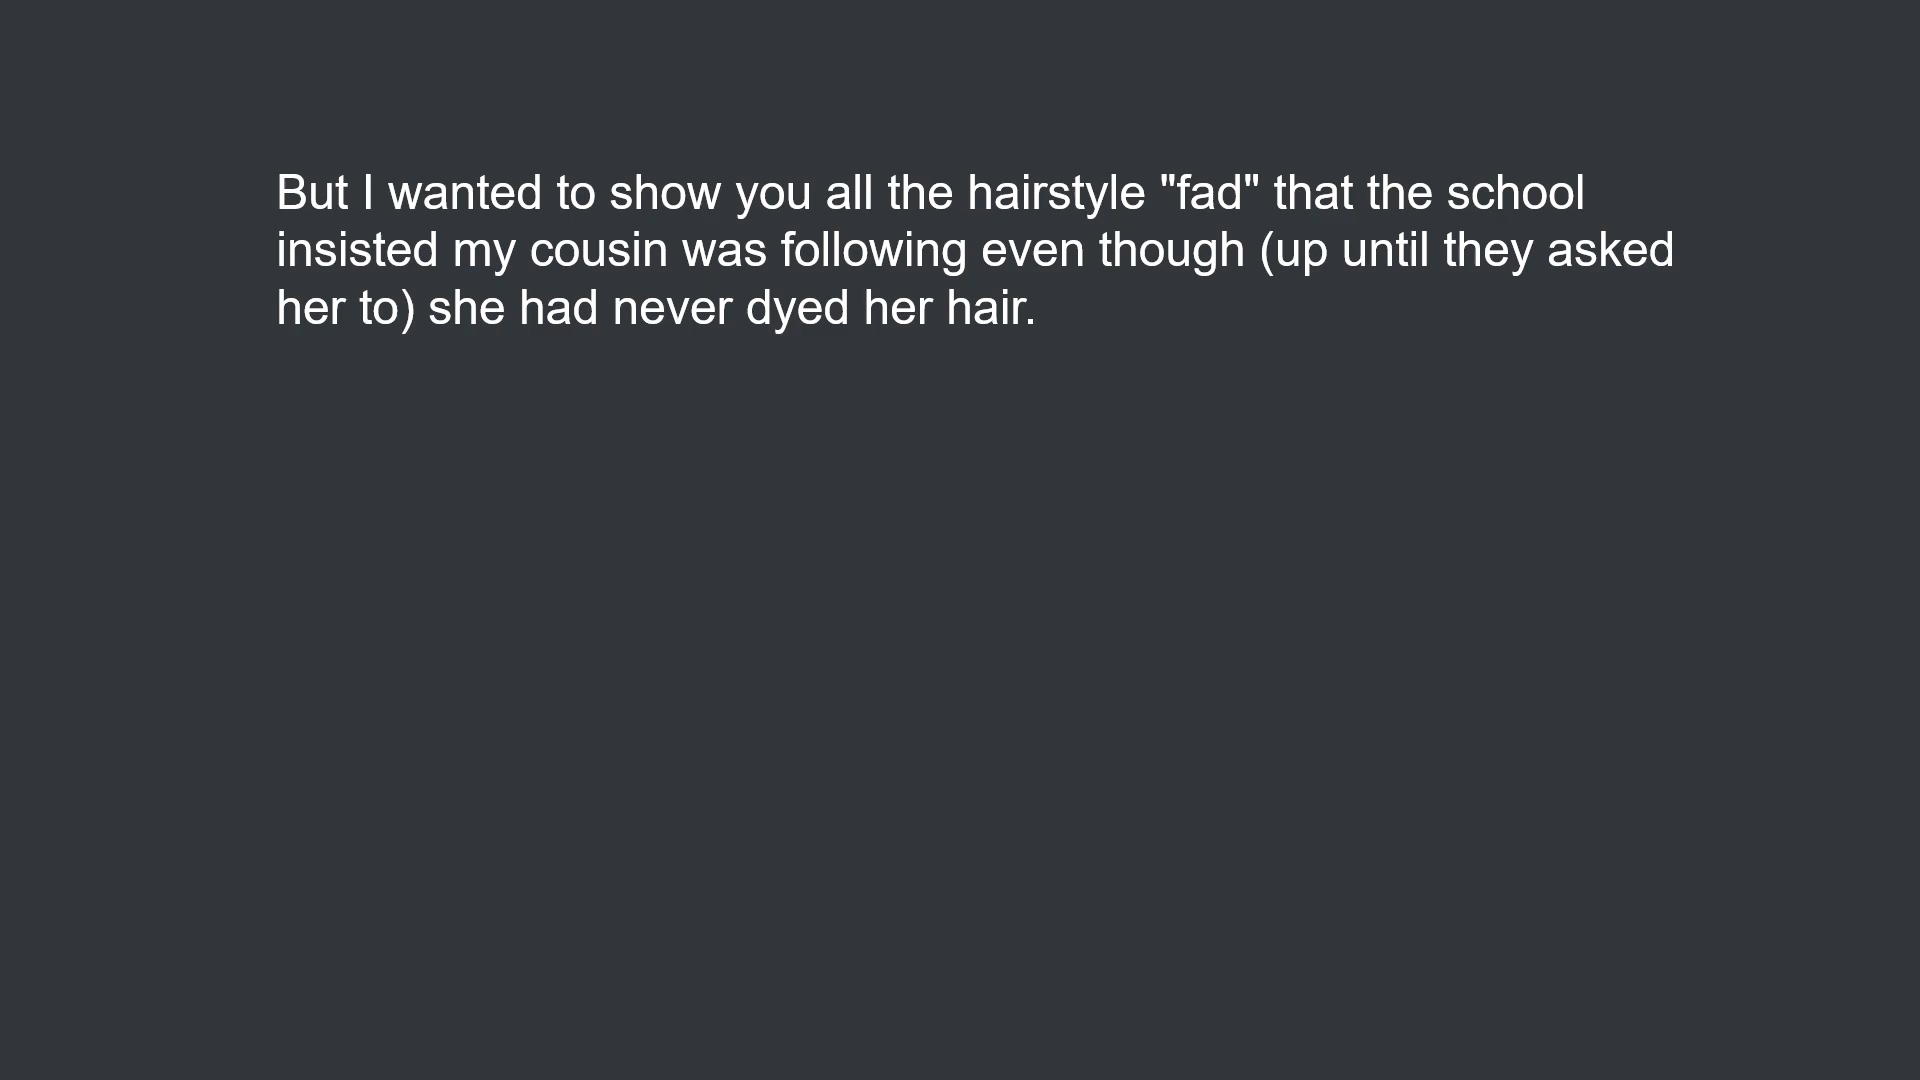 But I wanted to show you all the hairstyle "fad" that the school
insisted my cousin was following even though (up until they asked
her to) she had never dyed her hair.